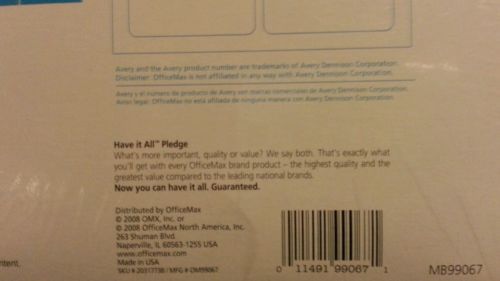 Avery and the Avery product number are trademarks of Avery Dennison Corporation.
Disclaimer: OfficeMax is not affiliated in any way with Avery Dennison Corporation.
Avery y el número de producto de Avery son marcas comerciales de Avery Dennison Corporation.
Aviso legal: OfficeMax no está afiliada de ninguna manera con Avery Dennison Corporation.
Have it All™ Pledge
What's more important, quality or value? We say both. That's exactly what
you'll get with every OfficeMax brand product – the highest quality and the
greatest value compared to the leading national brands.
Now you can have it all. Guaranteed.
Distributed by OfficeMax
© 2008 OMX, Inc. or
© 2008 OfficeMax North America, Inc.
263 Shuman Blvd.
Naperville, IL 60563-1255 USA
www.officemax.com
Made in USA
SKU # 20317738 / MFG # OM99067
0 11491 99067 1
MB99067